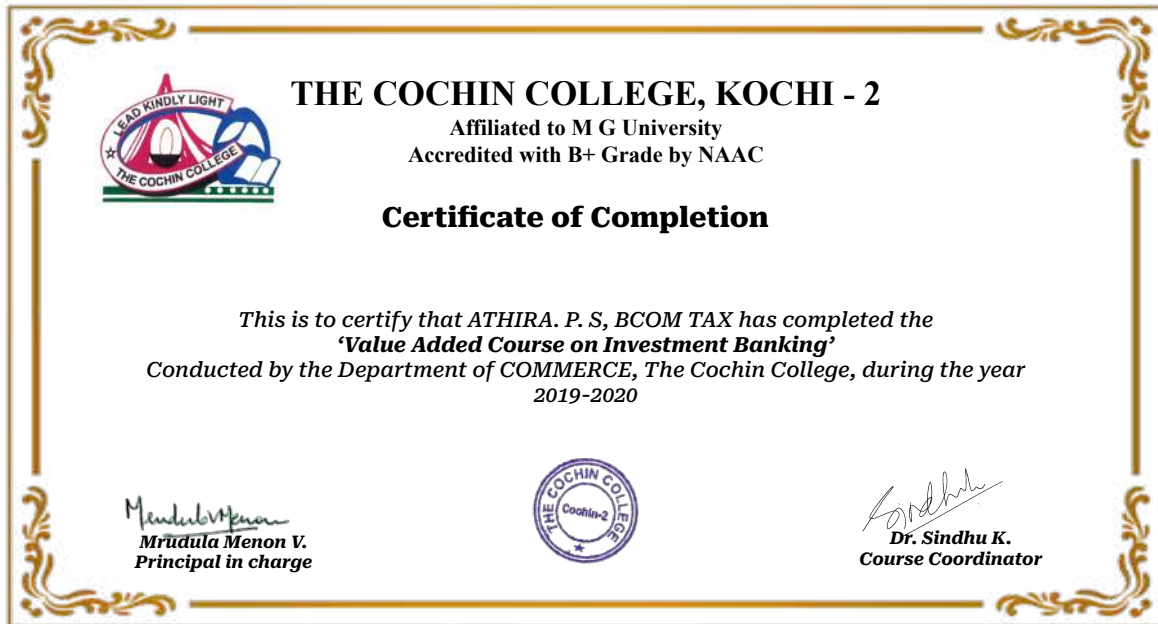 THE COCHIN COLLEGE, KOCHI - 2
Affiliated to M G University
Accredited with B+ Grade by NAAC
LEAD KINDLY LIGHT
THE COCHIN COLLEGE
Certificate of Completion
This is to certify that ATHIRA. P. S, BCOM TAX has completed the
‘Value Added Course on Investment Banking’
Conducted by the Department of COMMERCE, The Cochin College, during the year
2019-2020
THE COCHIN COLLEGE
Cochin-2
Mrudula Menon
Mrudula Menon V.
Principal in charge
Sindhu
Dr. Sindhu K.
Course Coordinator